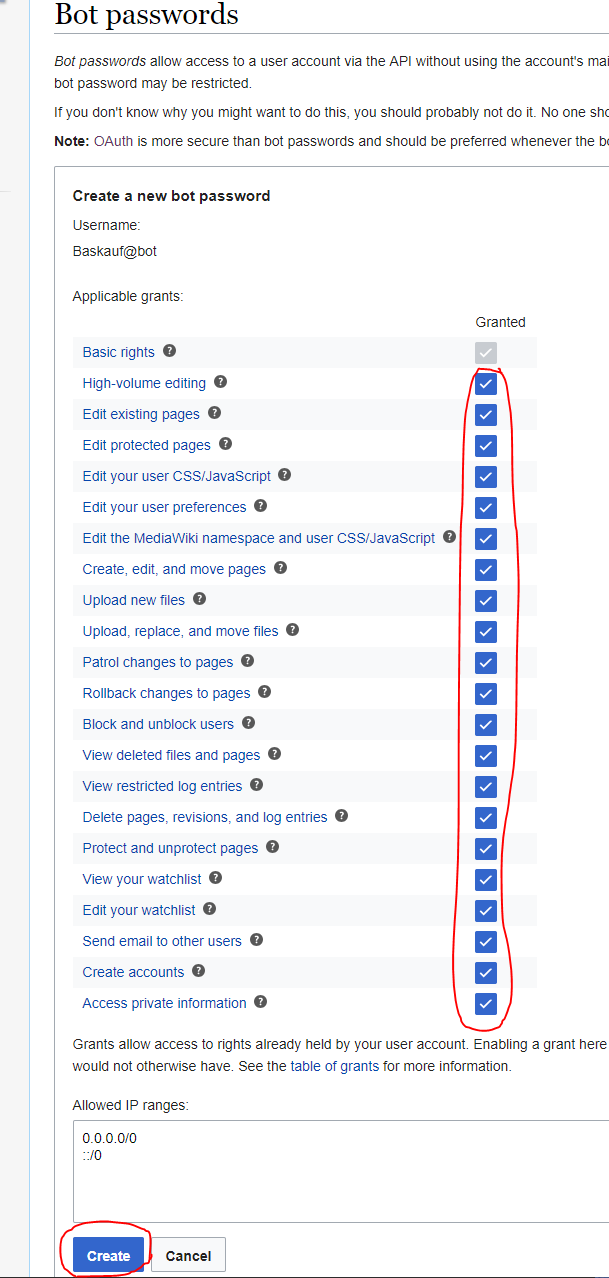 Bot passwords
Bot passwords allow access to a user account via the API without using the account's
bot password may be restricted.
If you don't know why you might want to do this, you should probably not do it. No one
Note: OAuth is more secure than bot passwords and should be preferred whenever the
Create a new bot password
Username:
Baskauf@bot
Applicable grants:
Granted
Basic rights ?
High-volume editing ?
Edit existing pages ?
Edit protected pages ?
Edit your user CSS/JavaScript ?
Edit your user preferences ?
Edit the MediaWiki namespace and user CSS/JavaScript ?
Create, edit, and move pages ?
Upload new files ?
Upload, replace, and move files ?
Patrol changes to pages ?
Rollback changes to pages ?
Block and unblock users ?
View deleted files and pages ?
View restricted log entries ?
Delete pages, revisions, and log entries ?
Protect and unprotect pages ?
View your watchlist ?
Edit your watchlist ?
Send email to other users ?
Create accounts ?
Access private information ?
Grants allow access to rights already held by your user account. Enabling a grant here
would not otherwise have. See the table of grants for more information.
Allowed IP ranges:
0.0.0.0/0
::/0
Create Cancel